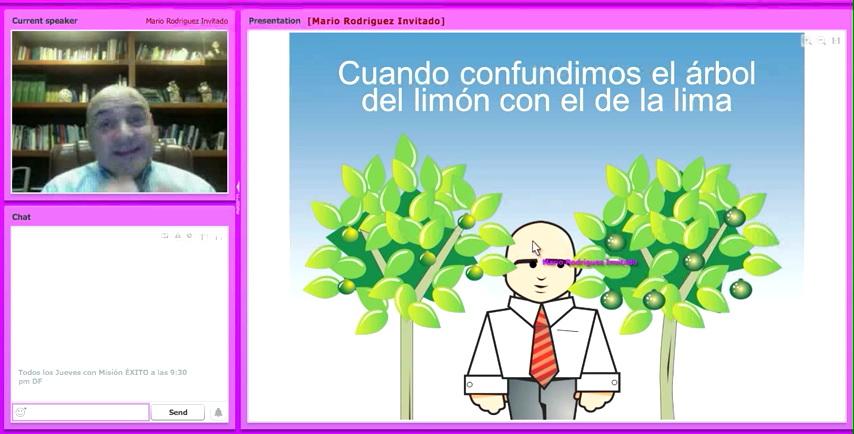 Current speaker
Mario Rodriguez Invitado
Presentation [Mario Rodriguez Invitado]
Cuando confundimos el árbol
del limón con el de la lima
Mario Rodriguez Invitado
Chat
Todos los Jueves con Misión ÉXITO a las 9:30
pm DF
Send